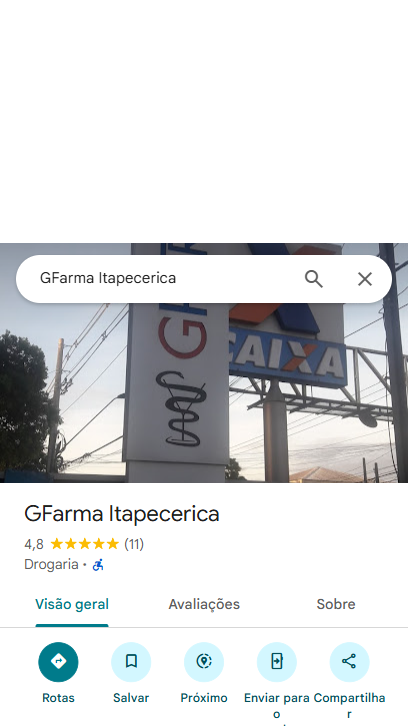 GFarma Itapecerica
CAIXA
GFarma Itapecerica
4,8 (11)
Drogaria •
Visão geral
Avaliações
Sobre
Rotas
Salvar
Próximo
Enviar para
o
Compartilha
r